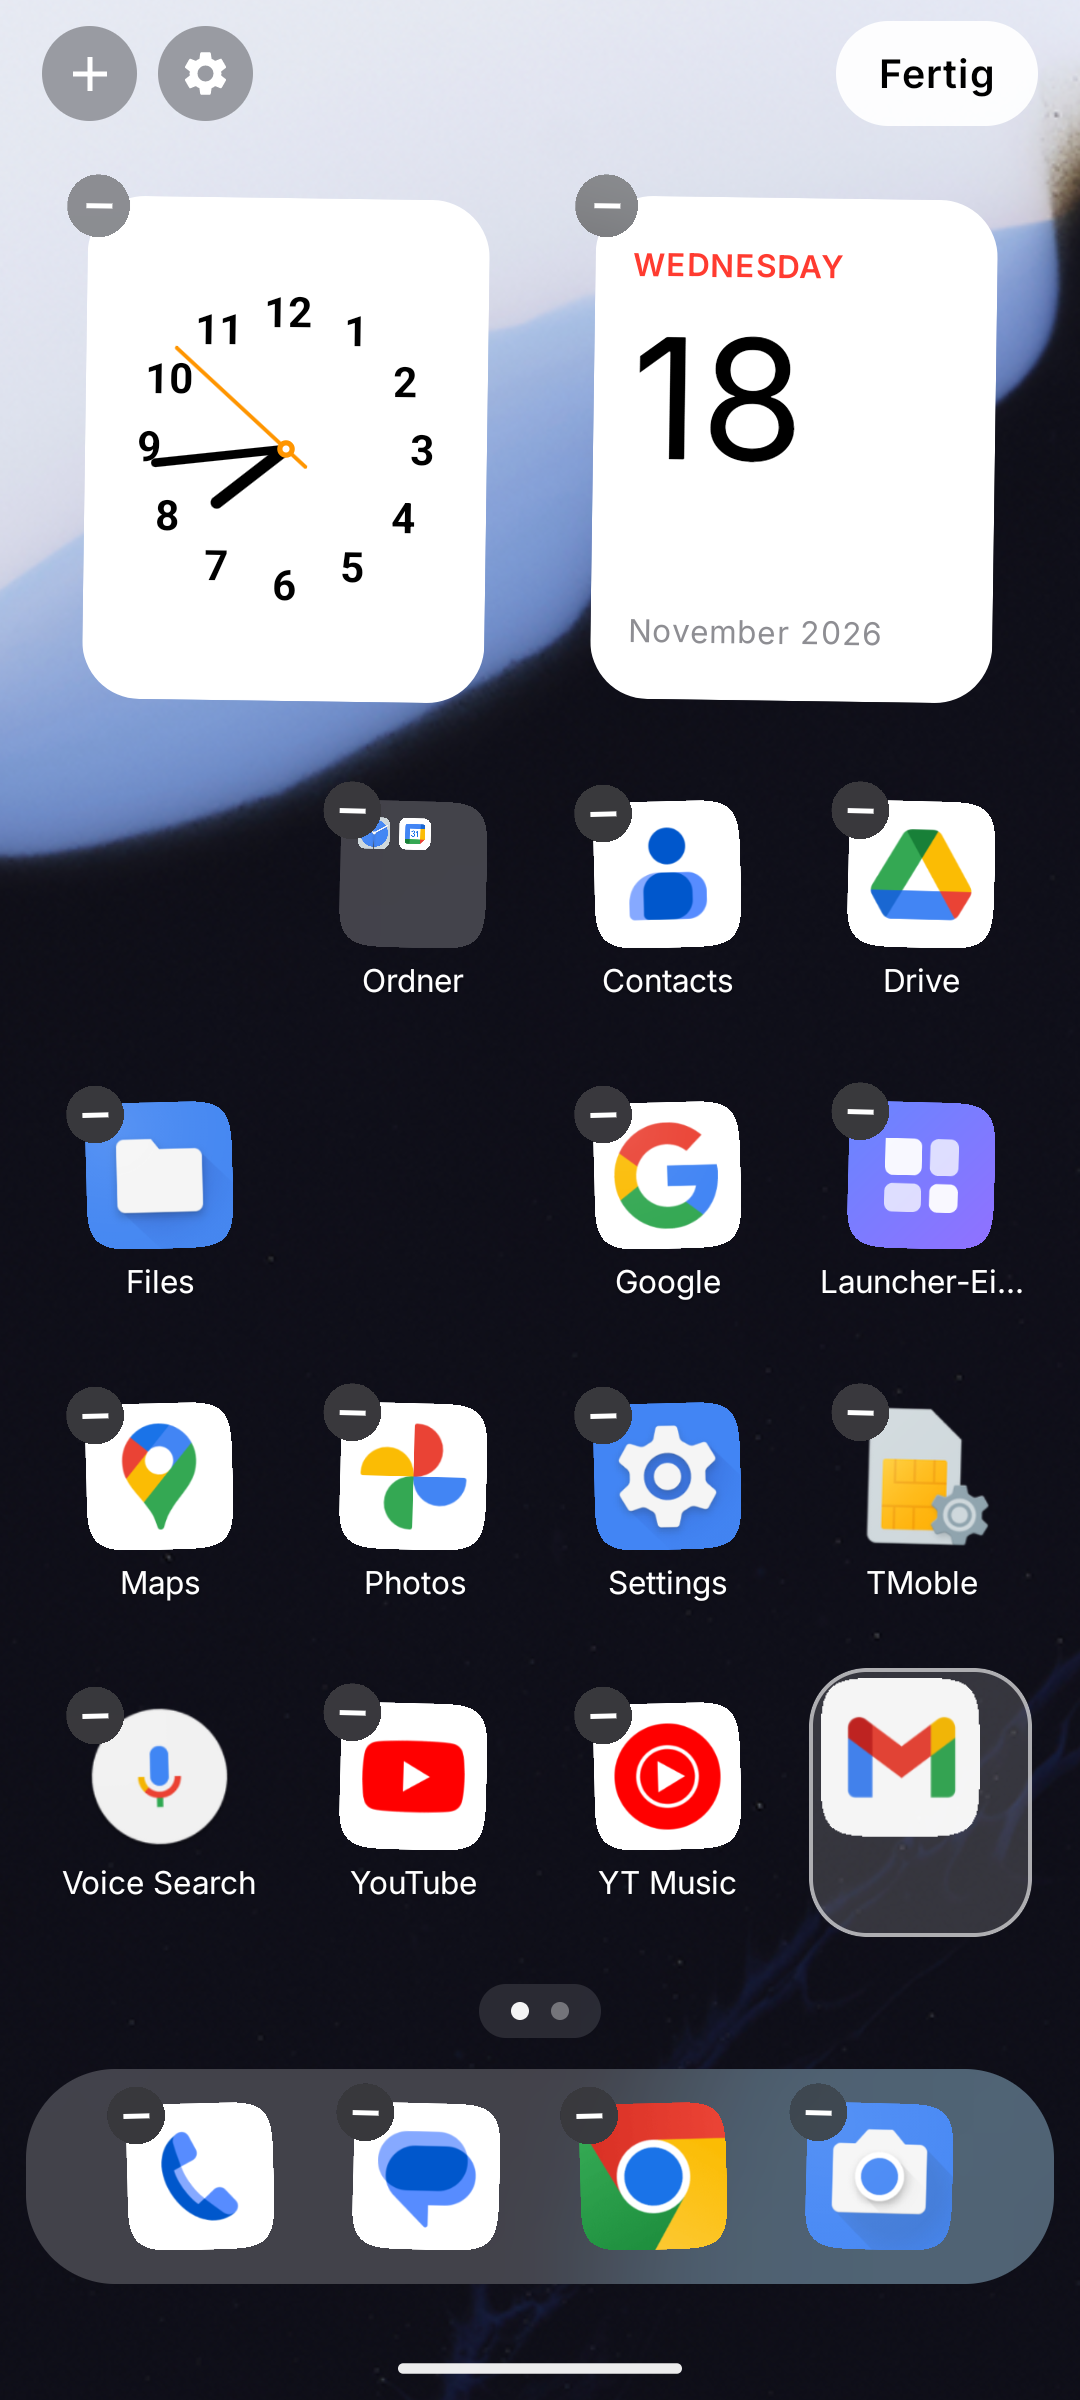 Fertig
12
11
1
10
2
9
3
8
4
7
5
6
WEDNESDAY
18
November 2026
31
Ordner
Contacts
Drive
Files
Google
Launcher-Ei...
Maps
Photos
Settings
TMoble
Voice Search
YouTube
YT Music